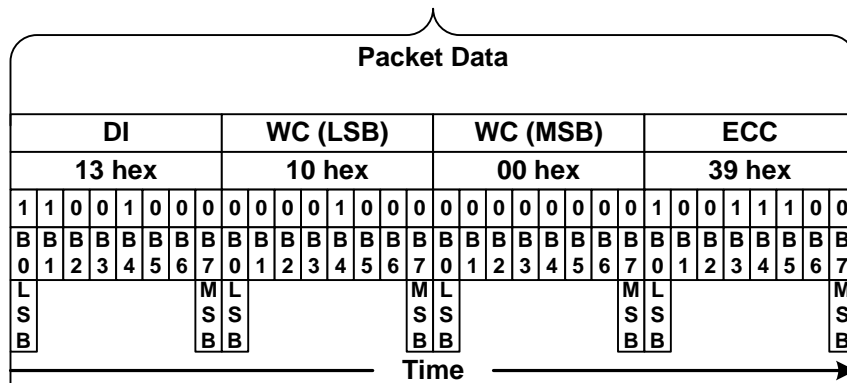 Packet Data
DI WC (LSB) WC (MSB) ECC
13 hex 10 hex 00 hex 39 hex
1 1 0 0 1 0 0 0 0 0 0 0 1 0 0 0 0 0 0 0 0 0 0 0 1 0 0 1 1 1 0 0
B0 B1 B2 B3 B4 B5 B6 B7 B0 B1 B2 B3 B4 B5 B6 B7 B0 B1 B2 B3 B4 B5 B6 B7 B0 B1 B2 B3 B4 B5 B6 B7
LSB MSB LSB MSB LSB MSB LSB MSB
Time